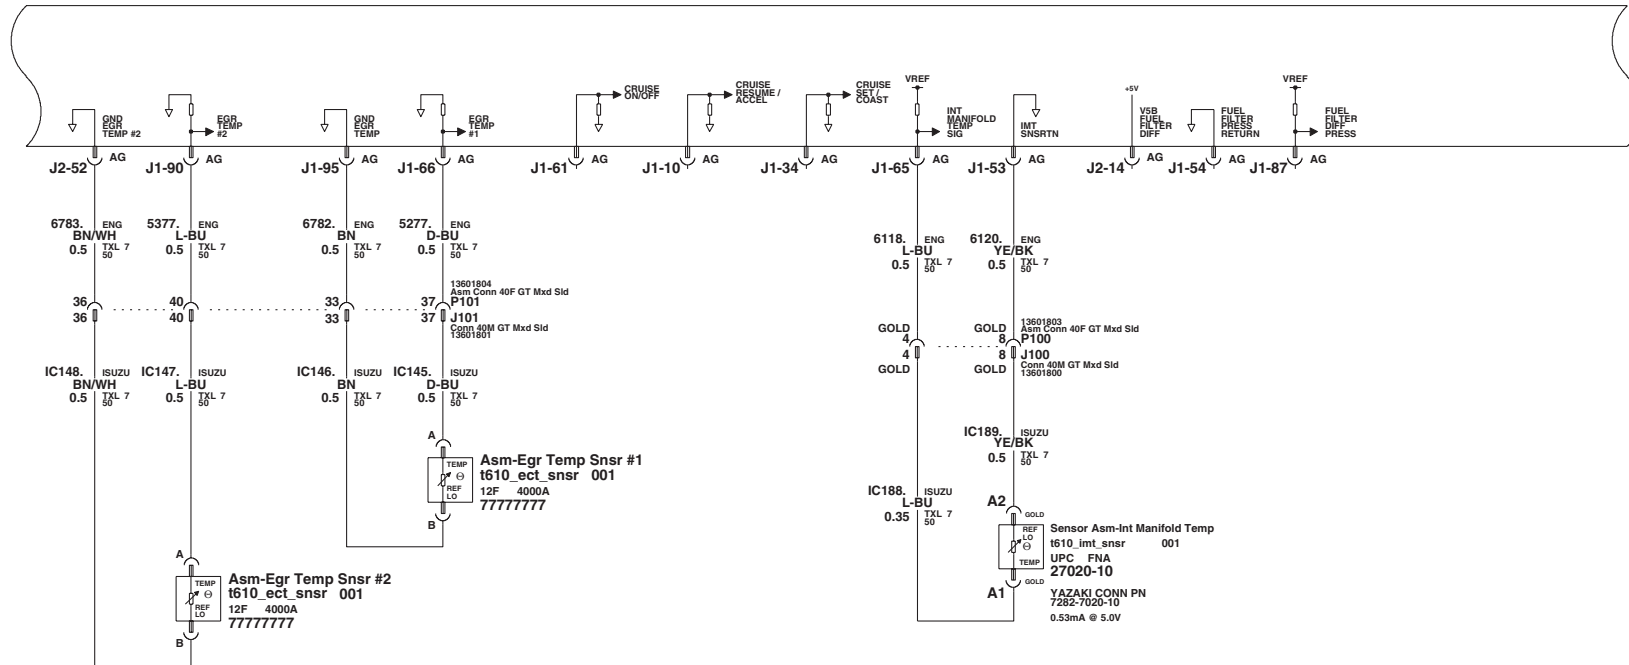 GND
EGR
TEMP #2
EGR
TEMP
#2
GND
EGR
TEMP
EGR
TEMP
#1
CRUISE
ON/OFF
CRUISE
RESUME /
ACCEL
CRUISE
SET /
COAST
VREF
INT
MANIFOLD
TEMP
SIG
IMT
SNSRTN
+5V
V5B
FUEL
FILTER
DIFF
FUEL
FILTER
PRESS
RETURN
VREF
FUEL
FILTER
DIFF
PRESS
J2-52 AG
J1-90 AG
J1-95 AG
J1-66 AG
J1-61 AG
J1-10 AG
J1-34 AG
J1-65 AG
J1-53 AG
J2-14 AG
J1-54 AG
J1-87 AG
6783. ENG
BN/WH
0.5 TXL 7
50
5377. ENG
L-BU
0.5 TXL 7
50
6782. ENG
BN
0.5 TXL 7
50
5277. ENG
D-BU
0.5 TXL 7
50
6118. ENG
L-BU
0.5 TXL 7
50
6120. ENG
YE/BK
0.5 TXL 7
50
36
36
40
40
33
33
13601804
Asm Conn 40F GT Mxd Sld
37 P101
37 J101
Conn 40M GT Mxd Sld
13601801
GOLD
4
4
GOLD
13601803
GOLD Asm Conn 40F GT Mxd Sld
8 P100
8 J100
GOLD Conn 40M GT Mxd Sld
13601800
IC148. ISUZU
BN/WH
0.5 TXL 7
50
IC147. ISUZU
L-BU
0.5 TXL 7
50
IC146. ISUZU
BN
0.5 TXL 7
50
IC145. ISUZU
D-BU
0.5 TXL 7
50
IC189. ISUZU
YE/BK
0.5 TXL 7
50
IC188. ISUZU
L-BU
0.35 TXL 7
50
A
TEMP
Θ
REF
LO
B
Asm-Egr Temp Snsr #1
t610_ect_snsr 001
12F 4000A
77777777
A
TEMP
Θ
REF
LO
B
Asm-Egr Temp Snsr #2
t610_ect_snsr 001
12F 4000A
77777777
A2
GOLD
REF
LO
Θ
TEMP
A1
GOLD
Sensor Asm-Int Manifold Temp
t610_imt_snsr 001
UPC FNA
27020-10
YAZAKI CONN PN
7282-7020-10
0.53mA @ 5.0V